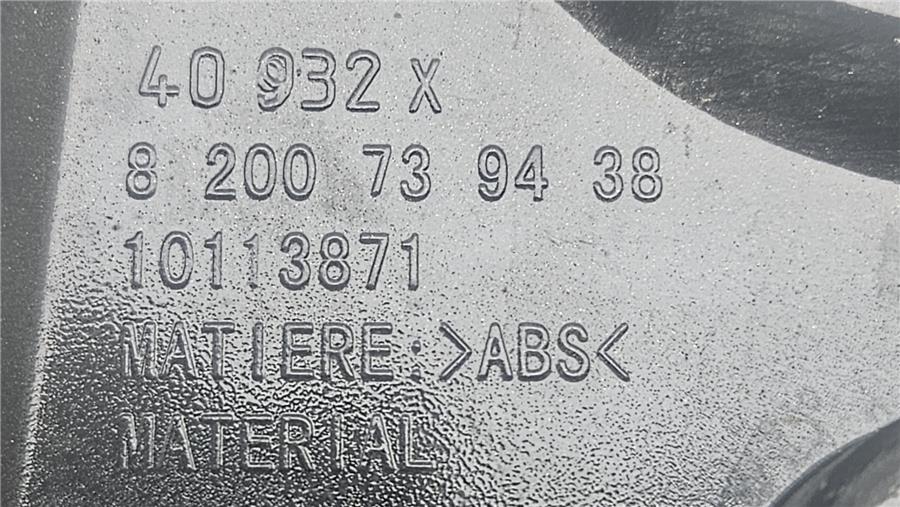 40 932 X
8 200 73 94 38
10113871
MATIERE:>ABS<
MATERIAL